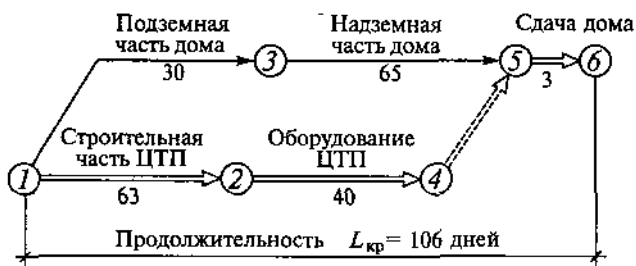 Подземная
часть дома
30
3
Надземная
часть дома
65
Сдача дома
5
3
6
Строительная
часть ЦТП
1
63
2
Оборудование
ЦТП
40
4
Продолжительность Lкр= 106 дней